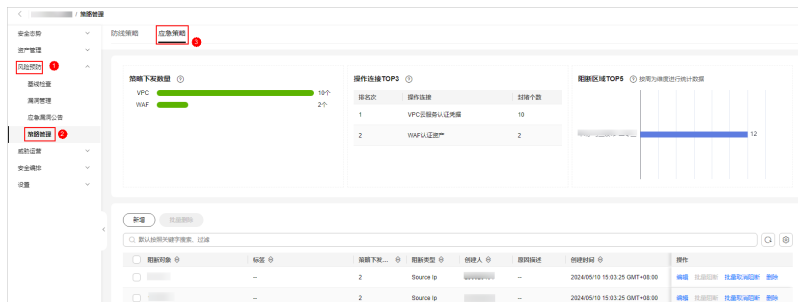 / 策略管理
安全态势
资产管理
风险预防 1
基线检查
漏洞管理
应急漏洞公告
策略管理 2
威胁运营
安全编排
设置
防线策略 应急策略 3
策略下发数量
VPC 10个
WAF 2个
操作连接TOP3
排名次 操作连接 封堵个数
1 VPC云服务认证凭据 10
2 WAF认证资产 2
阻断区域TOP5 按周为维度进行统计数据
12
新增 批量删除
默认按照关键字搜索、过滤
阻断对象 标签 策略下发... 阻断类型 创建人 原因描述 创建时间 操作
-- 2 Source Ip -- 2024/05/10 15:03:25 GMT+08:00 编辑 批量阻断 批量取消阻断 删除
-- 2 Source Ip -- 2024/05/10 15:03:25 GMT+08:00 编辑 批量阻断 批量取消阻断 删除